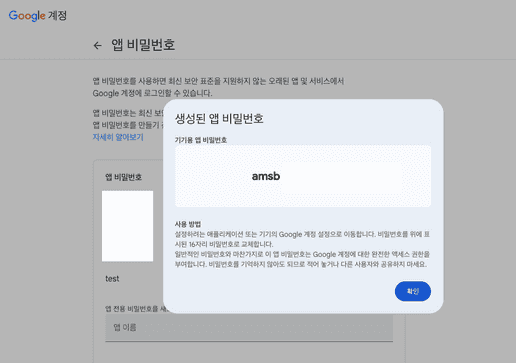 Google 계정
앱 비밀번호
앱 비밀번호를 사용하면 최신 보안 표준을 지원하지 않는 오래된 앱 및 서비스에서
Google 계정에 로그인할 수 있습니다.
앱 비밀번호는 최신 보안
앱 비밀번호를 만들기 전
자세히 알아보기
앱 비밀번호
test
앱 전용 비밀번호를 새
앱 이름
생성된 앱 비밀번호
기기용 앱 비밀번호
amsb
사용 방법
설정하려는 애플리케이션 또는 기기의 Google 계정 설정으로 이동합니다. 비밀번호를 위에 표
시된 16자리 비밀번호로 교체합니다.
일반적인 비밀번호와 마찬가지로 이 앱 비밀번호는 Google 계정에 대한 완전한 액세스 권한을
부여합니다. 비밀번호를 기억하지 않아도 되므로 적어 놓거나 다른 사용자와 공유하지 마세요.
확인